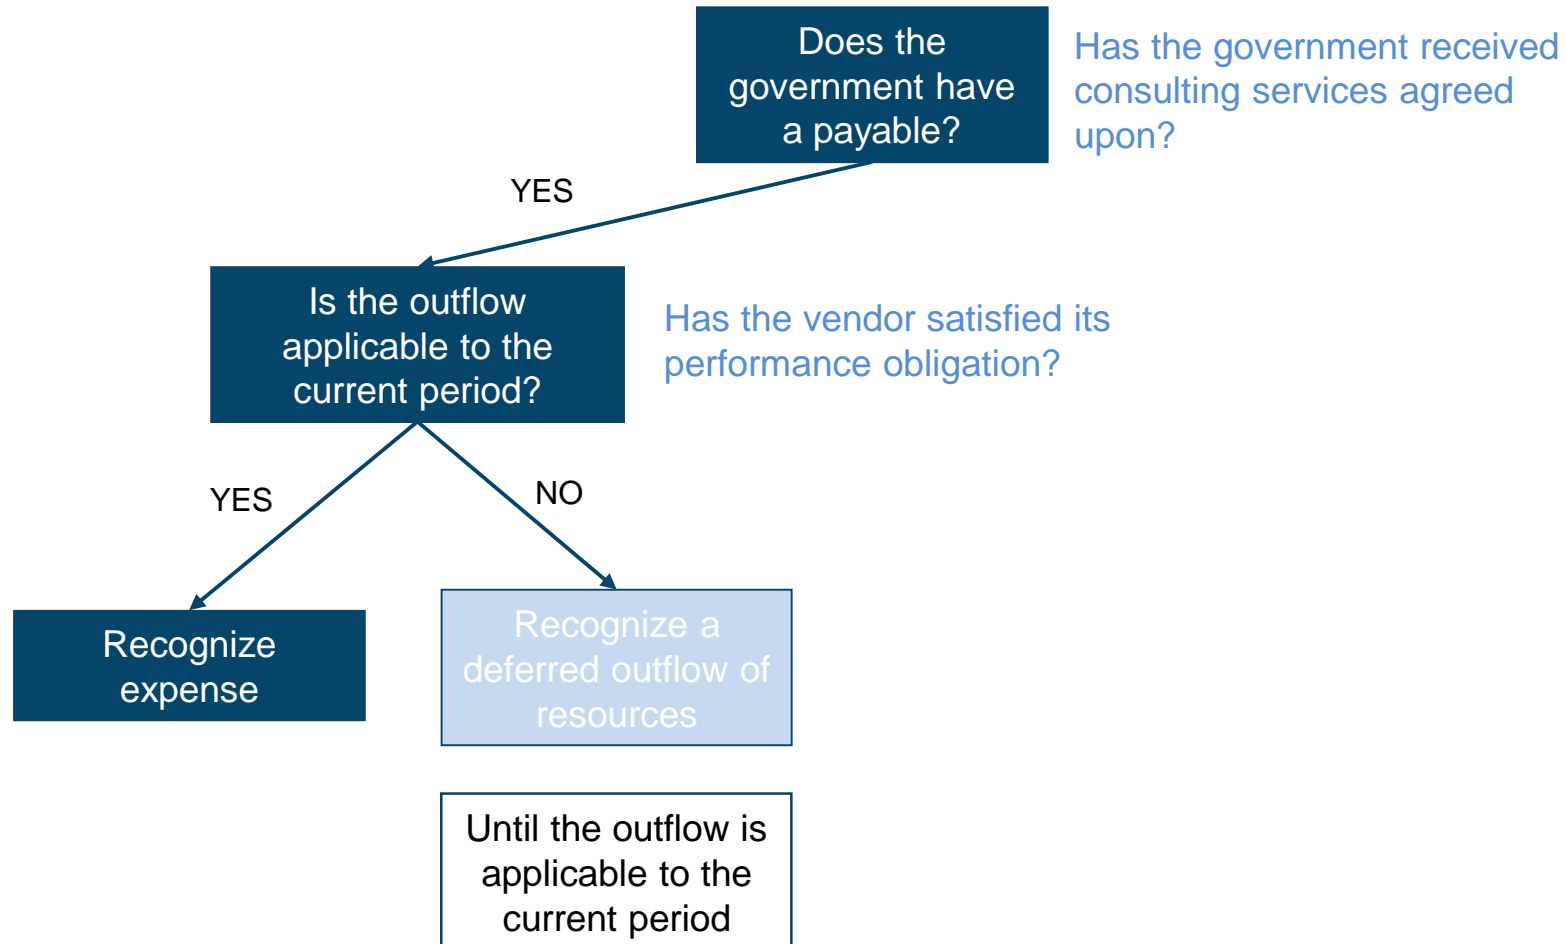 Does the
government have
a payable?
Has the government received
consulting services agreed
upon?
YES
Is the outflow
applicable to the
current period?
Has the vendor satisfied its
performance obligation?
YES
NO
Recognize
expense
Recognize a
deferred outflow of
resources
Until the outflow is
applicable to the
current period